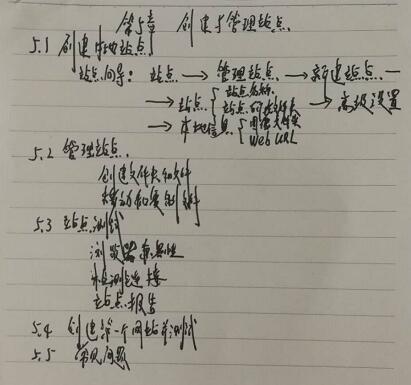 第5章 创建与管理站点
5.1 创建本地站点
站点向导: 站点 → 管理站点 → 新建站点 —
→ 站点 { 站点名称 站点的文件夹 → 高级设置
→ 本地信息 { 图像文件夹 Web URL
5.2 管理站点.
创建文件夹和文件
移动和复制文件
5.3 站点测试
浏览器兼容性
检测链接
站点报告
5.4 创建第一个网站并测试
5.5 常见问题